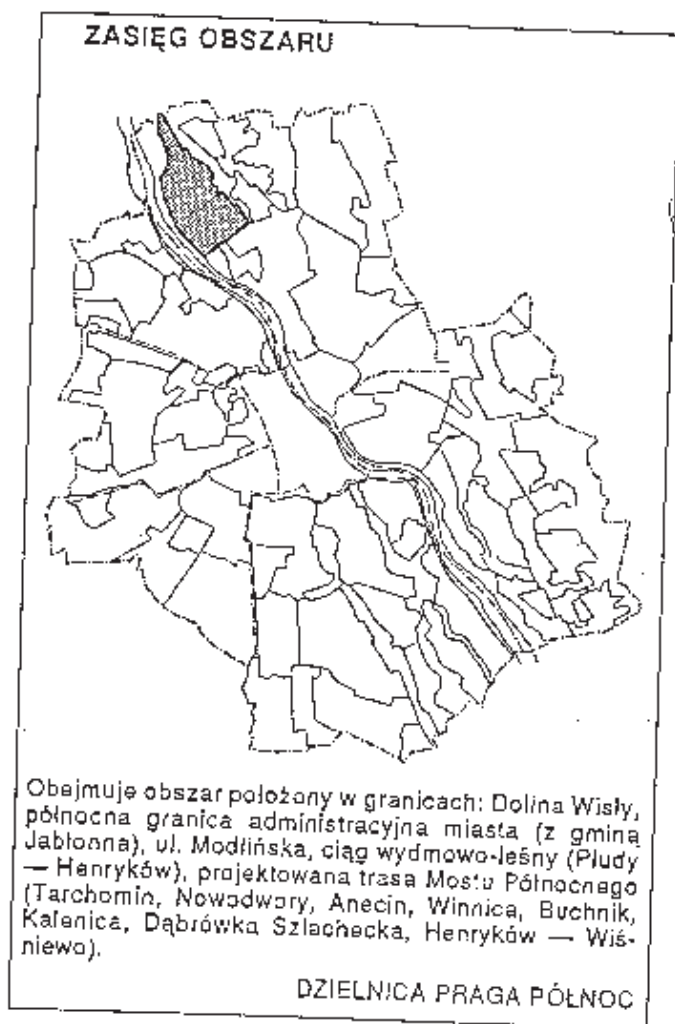 ZASIĘG OBSZARU
Obejmuje obszar położony w granicach: Dolina Wisły,
północna granica administracyjna miasta (z gminą
Jabłonna), ul. Modlińska, ciąg wydmowo-leśny (Płudy
— Henryków), projektowana trasa Mostu Północnego
(Tarchomin, Nowodwory, Anecin, Winnica, Buchnik,
Kalenica, Dąbrówka Szlachecka, Henryków — Wiś-
niewo).
DZIELNICA PRAGA PÓŁNOC